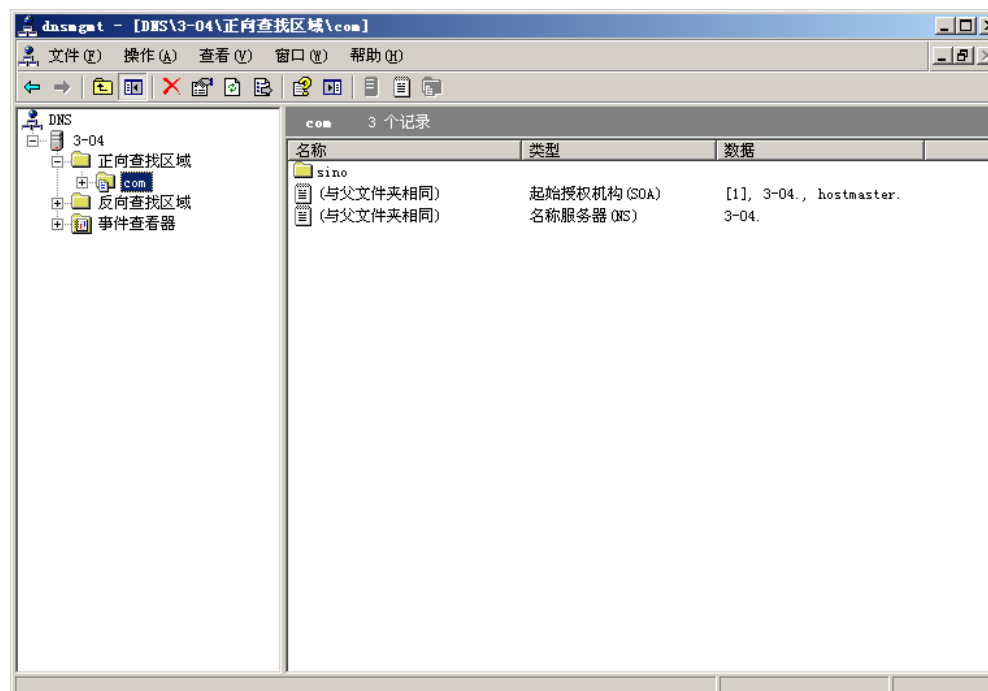 dnsmgmt - [DNS\3-04\正向查找区域\com]
文件(F) 操作(A) 查看(V) 窗口(W) 帮助(H)
DNS
3-04
正向查找区域
com
反向查找区域
事件查看器
com 3 个记录
名称 类型 数据
sino
(与父文件夹相同) 起始授权机构(SOA) [1], 3-04., hostmaster.
(与父文件夹相同) 名称服务器(NS) 3-04.